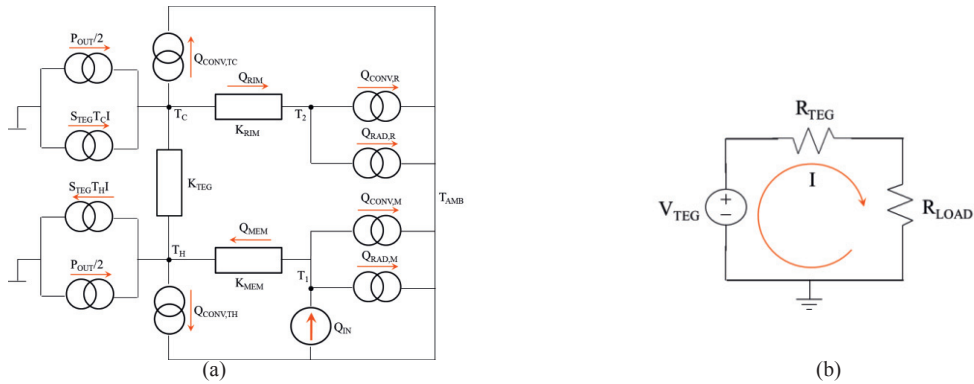 P_OUT/2
Q_CONV,TC
Q_RIM
Q_CONV,R
S_TEG T_C I
T_C
T_2
K_RIM
Q_RAD,R
K_TEG
T_AMB
S_TEG T_H I
Q_CONV,M
Q_MEM
T_H
Q_RAD,M
P_OUT/2
K_MEM
T_1
Q_CONV,TH
Q_IN
(a)
R_TEG
I
V_TEG
R_LOAD
(b)